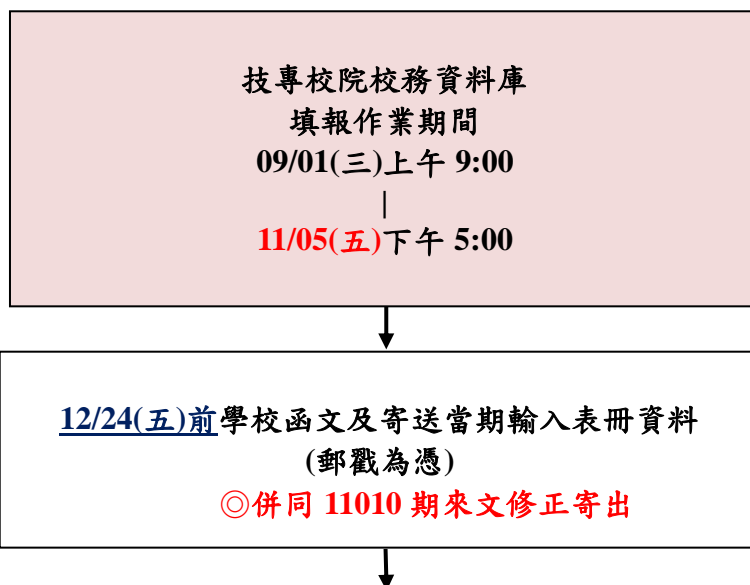 技專校院校務資料庫
填報作業期間
09/01(三)上午 9:00
|
11/05(五)下午 5:00
12/24(五)前學校函文及寄送當期輸入表冊資料
(郵戳為憑)
◎併同 11010 期來文修正寄出